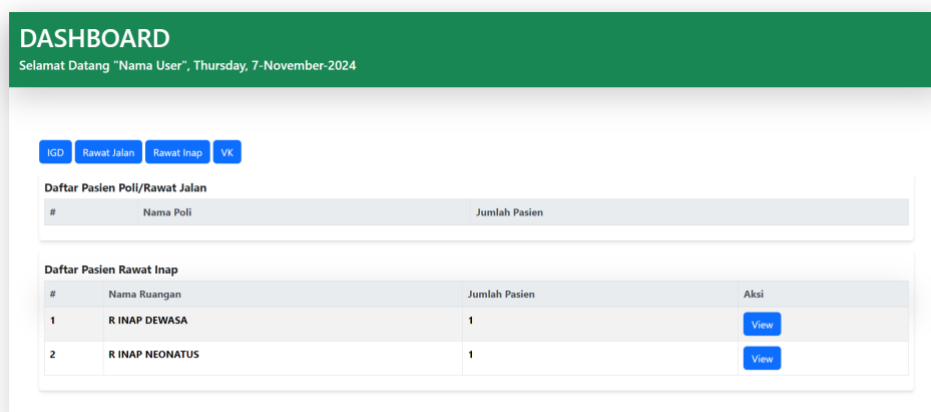 DASHBOARD
Selamat Datang "Nama User", Thursday, 7-November-2024
IGD Rawat Jalan Rawat Inap VK
Daftar Pasien Poli/Rawat Jalan
# Nama Poli Jumlah Pasien
Daftar Pasien Rawat Inap
# Nama Ruangan Jumlah Pasien Aksi
1 R INAP DEWASA 1 View
2 R INAP NEONATUS 1 View